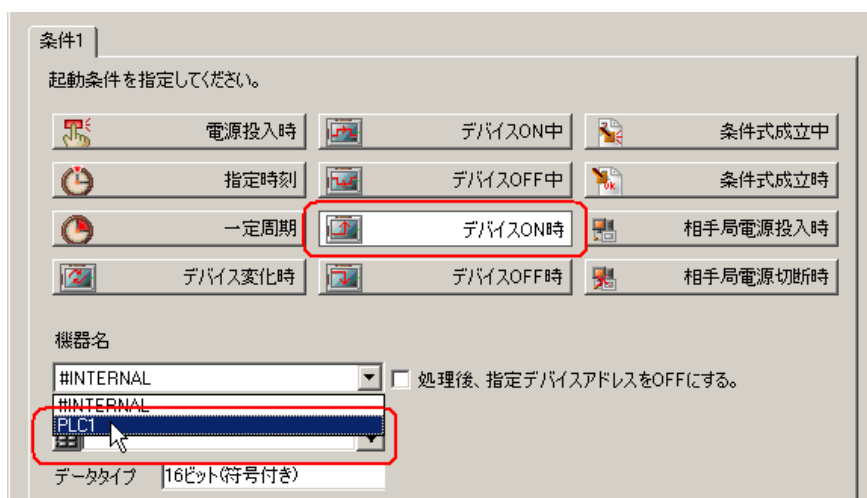 条件1
起動条件を指定してください。
電源投入時 デバイスON中 条件式成立中
指定時刻 デバイスOFF中 条件式成立時
一定周期 デバイスON時 相手局電源投入時
デバイス変化時 デバイスOFF時 相手局電源切断時
機器名
#INTERNAL 処理後、指定デバイスアドレスをOFFにする。
#INTERNAL
PLC1
データタイプ 16ビット(符号付き)